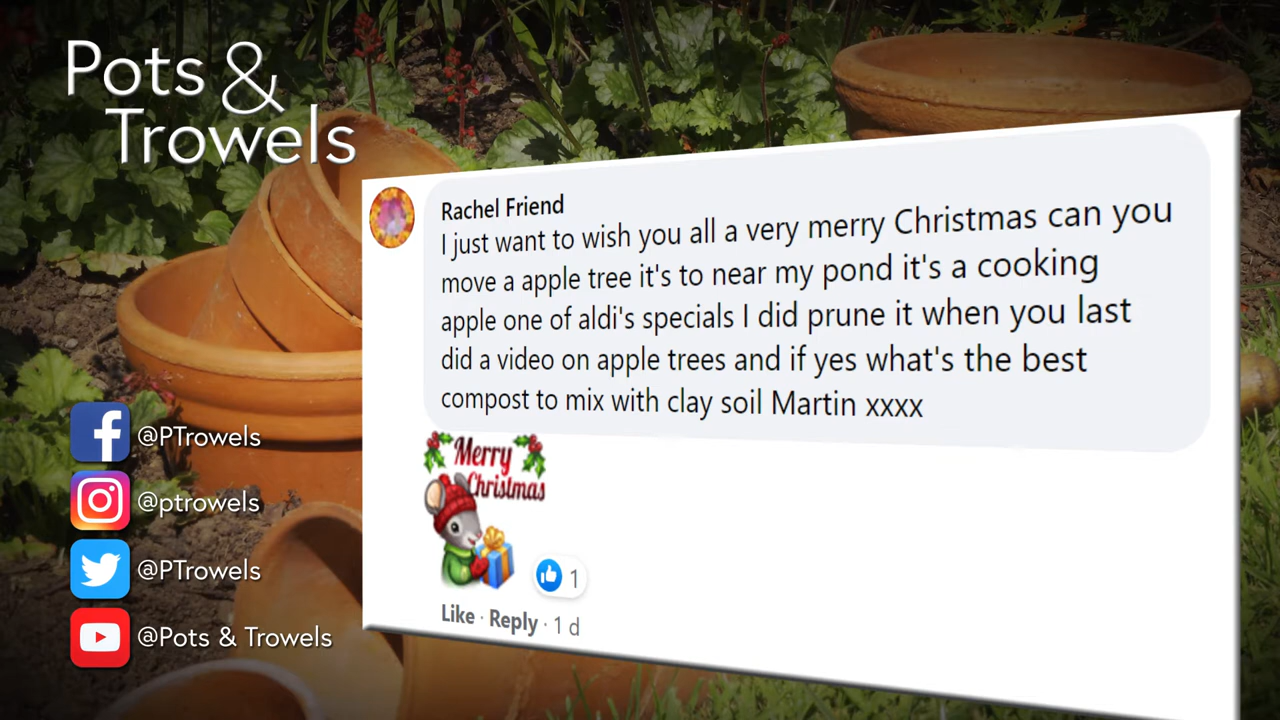 Pots &
Trowels
Rachel Friend
I just want to wish you all a very merry Christmas can you
move a apple tree it's to near my pond it's a cooking
apple one of aldi's specials I did prune it when you last
did a video on apple trees and if yes what's the best
compost to mix with clay soil Martin xxxx
Merry
Christmas
1
Like · Reply · 1 d
@PTrowels
@ptrowels
@PTrowels
@Pots & Trowels